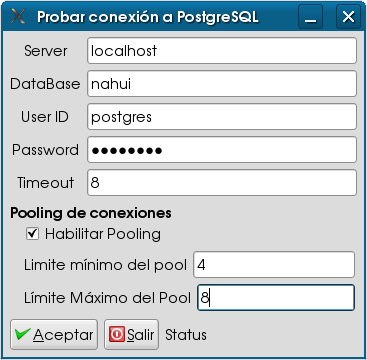 Probar conexión a PostgreSQL
Server localhost
DataBase nahui
User ID postgres
Password ●●●●●●●●
Timeout 8
Pooling de conexiones
Habilitar Pooling
Limite mínimo del pool 4
Límite Máximo del Pool 8
Aceptar Salir Status